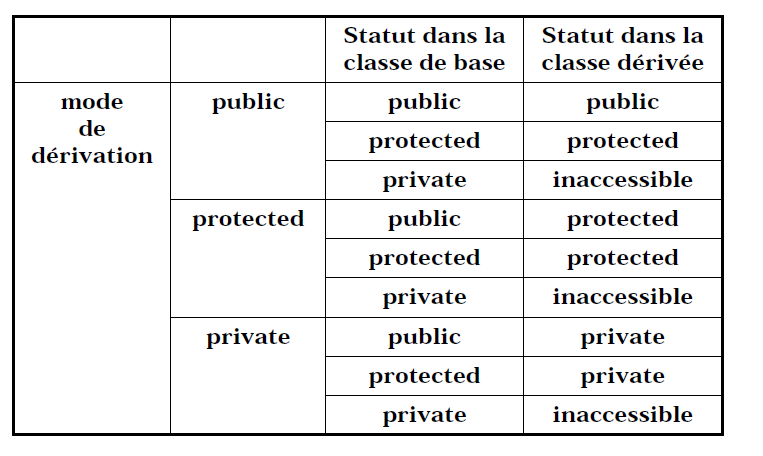 Statut dans la Statut dans la
classe de base classe dérivée
mode public public public
de
protected protected
dérivation
private inaccessible
protected public protected
protected protected
private inaccessible
private public private
protected private
private inaccessible